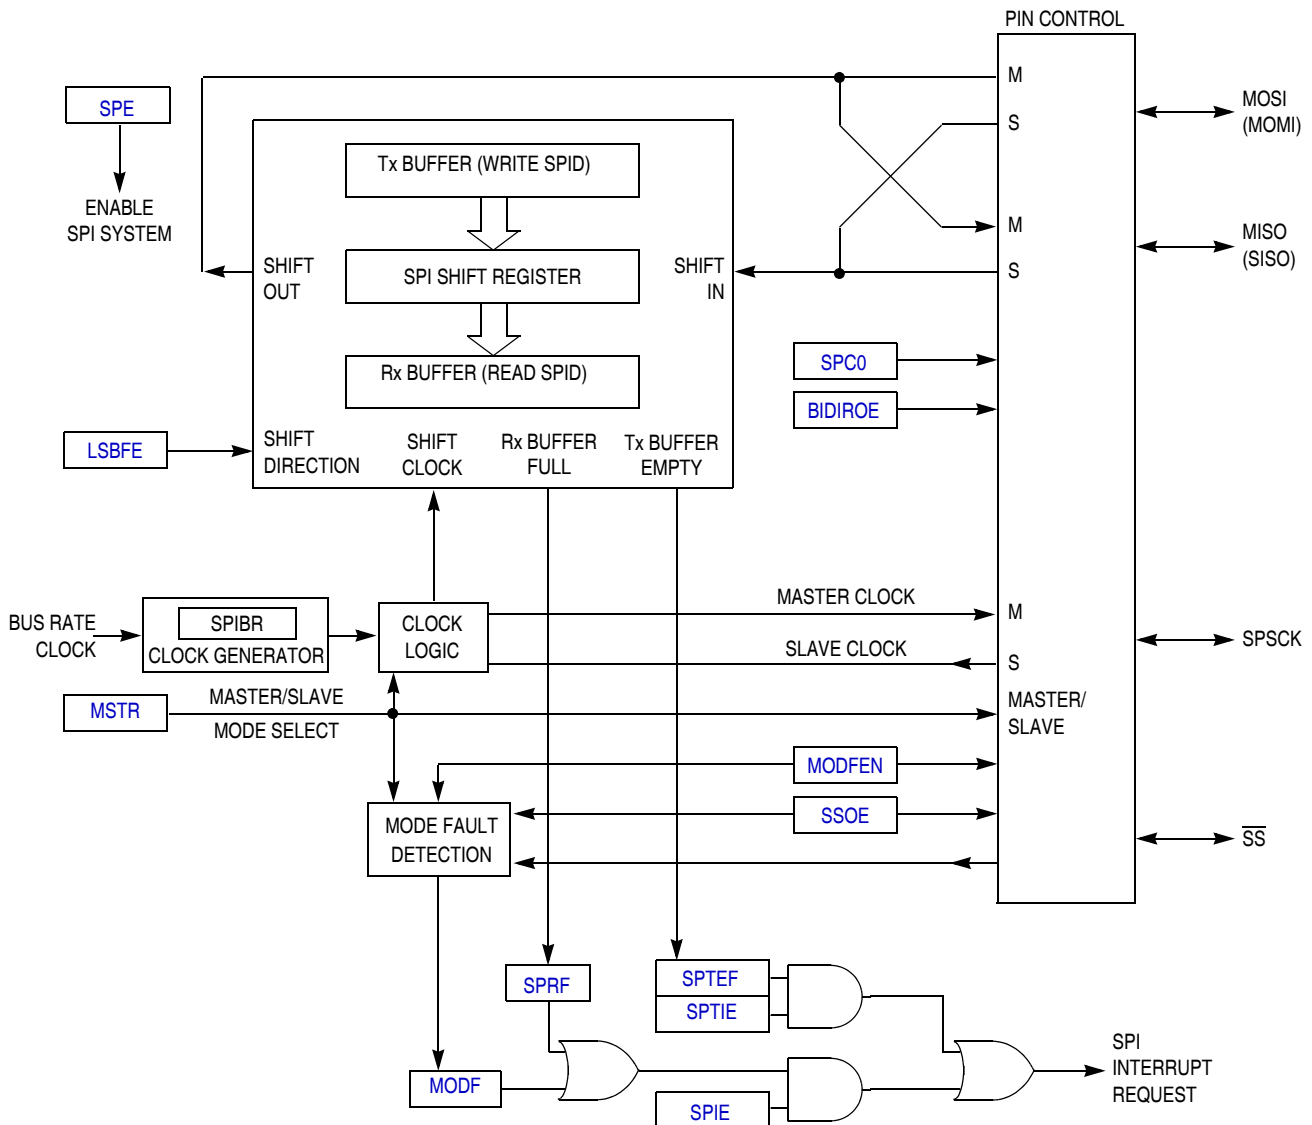 PIN CONTROL
M
MOSI
(MOMI)
S
SPE
ENABLE
SPI SYSTEM
Tx BUFFER (WRITE SPID)
M
MISO
(SISO)
SHIFT
OUT
SPI SHIFT REGISTER
SHIFT
IN
S
Rx BUFFER (READ SPID)
SPC0
BIDIROE
LSBFE
SHIFT
DIRECTION
SHIFT
CLOCK
Rx BUFFER
FULL
Tx BUFFER
EMPTY
BUS RATE
CLOCK
SPIBR
CLOCK GENERATOR
CLOCK
LOGIC
MASTER CLOCK
M
SLAVE CLOCK
S
SPSCK
MSTR
MASTER/SLAVE
MODE SELECT
MASTER/
SLAVE
MODFEN
SSOE
MODE FAULT
DETECTION
SS
SPRF
SPTEF
SPTIE
MODF
SPIE
SPI
INTERRUPT
REQUEST